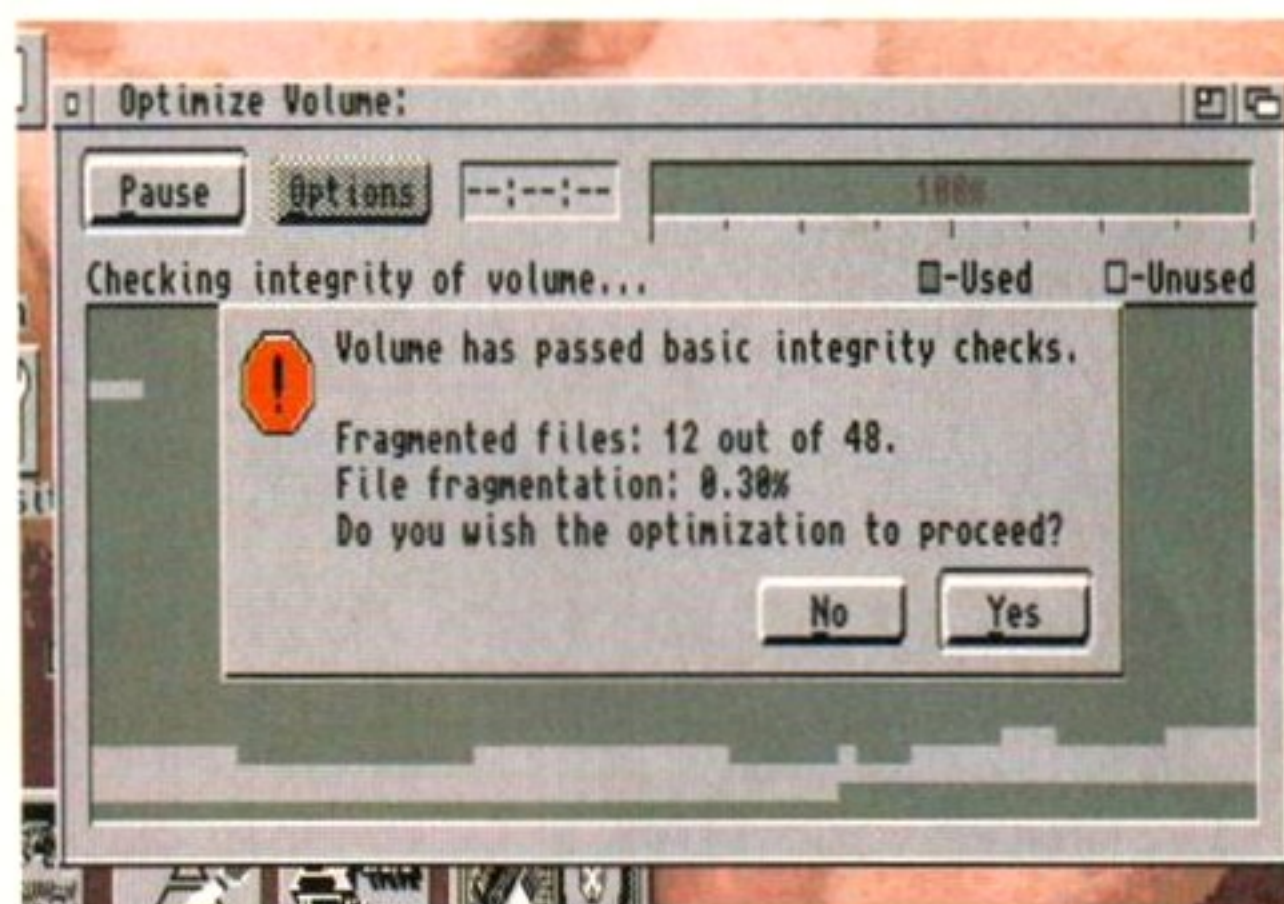 Optimize Volume:
Pause Options --:--:-- 100%
Checking integrity of volume... -Used -Unused
Volume has passed basic integrity checks.
Fragmented files: 12 out of 48.
File fragmentation: 0.30%
Do you wish the optimization to proceed?
No Yes